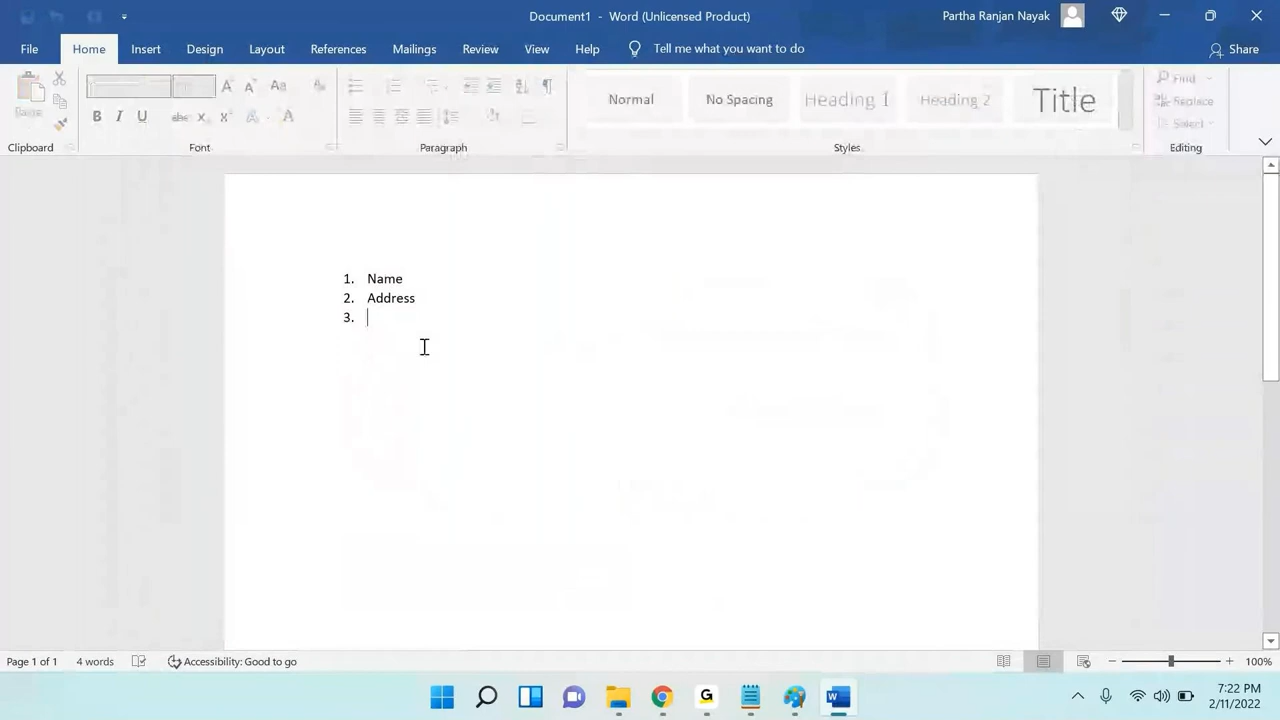 Document1 - Word (Unlicensed Product)
Partha Ranjan Nayak
File Home Insert Design Layout References Mailings Review View Help Tell me what you want to do Share
Paste
Aa
B I U abc x x A
Normal No Spacing Heading 1 Heading 2 Title
Find
Replace
Select
Clipboard Font Paragraph Styles Editing
1. Name
2. Address
3.
Page 1 of 1 4 words Accessibility: Good to go 100%
7:22 PM
2/11/2022